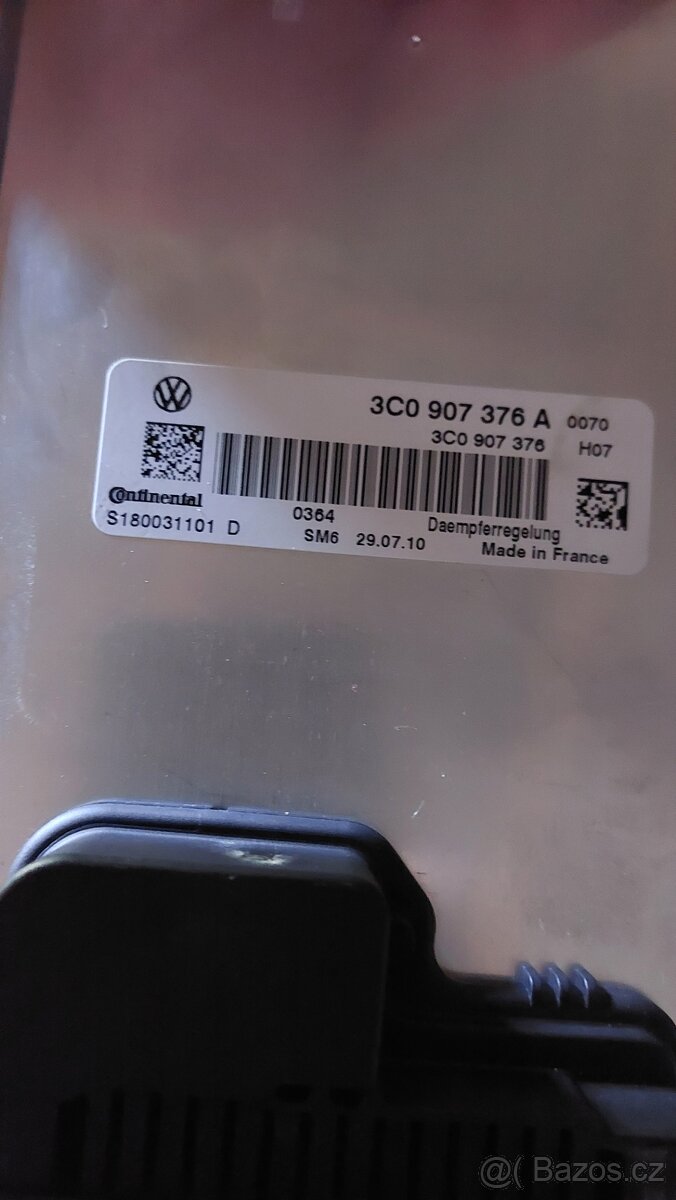 3C0 907 376 A 0070
3C0 907 376 H07
Continental
S180031101 D
0364
SM6 29.07.10
Daempferregelung
Made in France
@( Bazos.cz